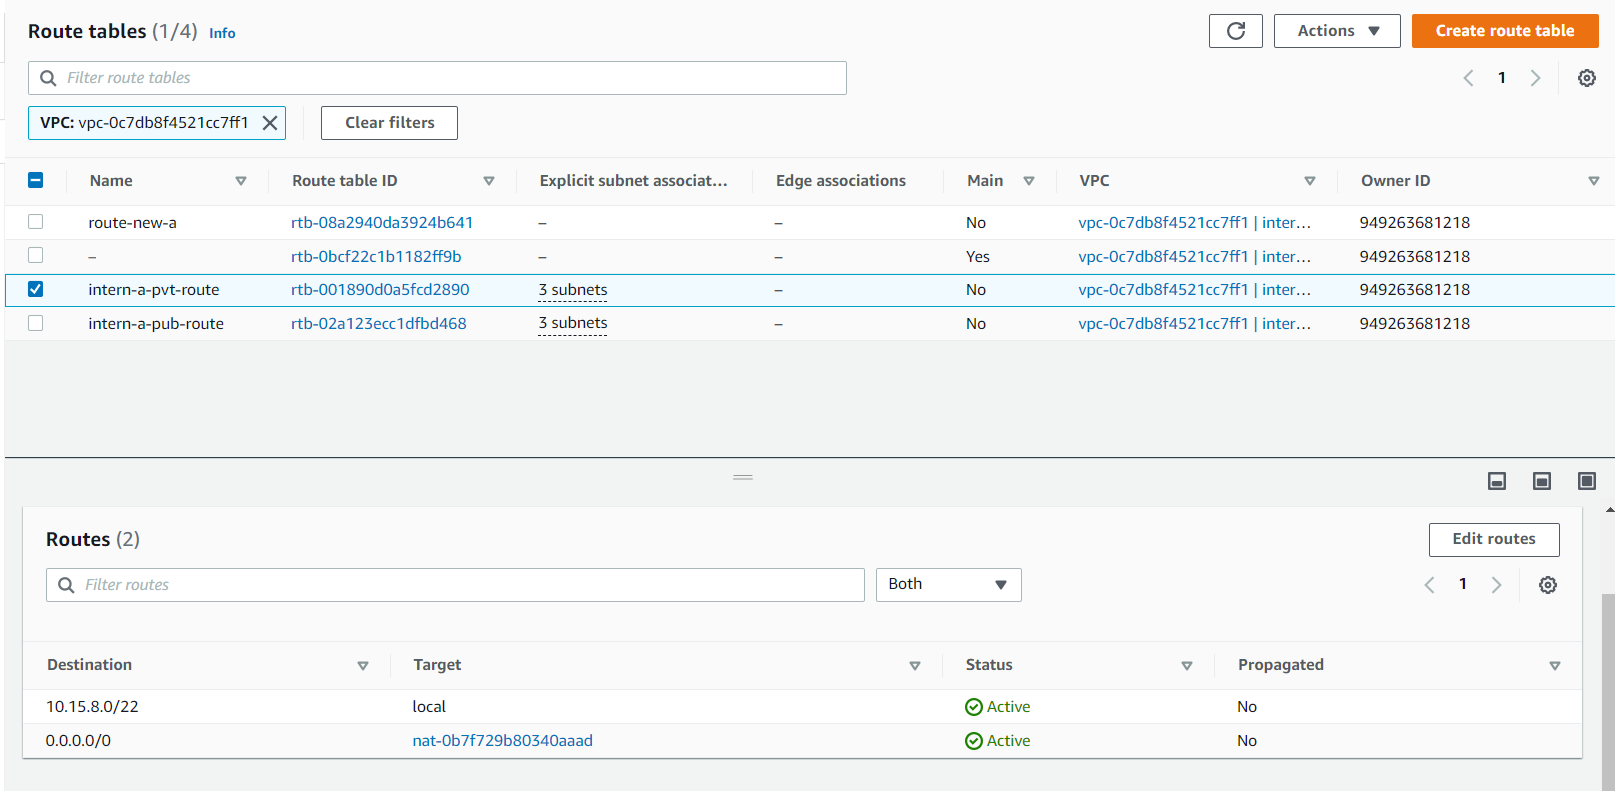 Route tables (1/4) Info
Actions
Create route table
Filter route tables
1
VPC: vpc-0c7db8f4521cc7ff1
Clear filters
Name Route table ID Explicit subnet associat... Edge associations Main VPC Owner ID
route-new-a rtb-08a2940da3924b641 – – No vpc-0c7db8f4521cc7ff1 | inter... 949263681218
– rtb-0bcf22c1b1182ff9b – – Yes vpc-0c7db8f4521cc7ff1 | inter... 949263681218
intern-a-pvt-route rtb-001890d0a5fcd2890 3 subnets – No vpc-0c7db8f4521cc7ff1 | inter... 949263681218
intern-a-pub-route rtb-02a123ecc1dfbd468 3 subnets – No vpc-0c7db8f4521cc7ff1 | inter... 949263681218
Routes (2)
Edit routes
Filter routes
Both
1
Destination Target Status Propagated
10.15.8.0/22 local Active No
0.0.0.0/0 nat-0b7f729b80340aaad Active No